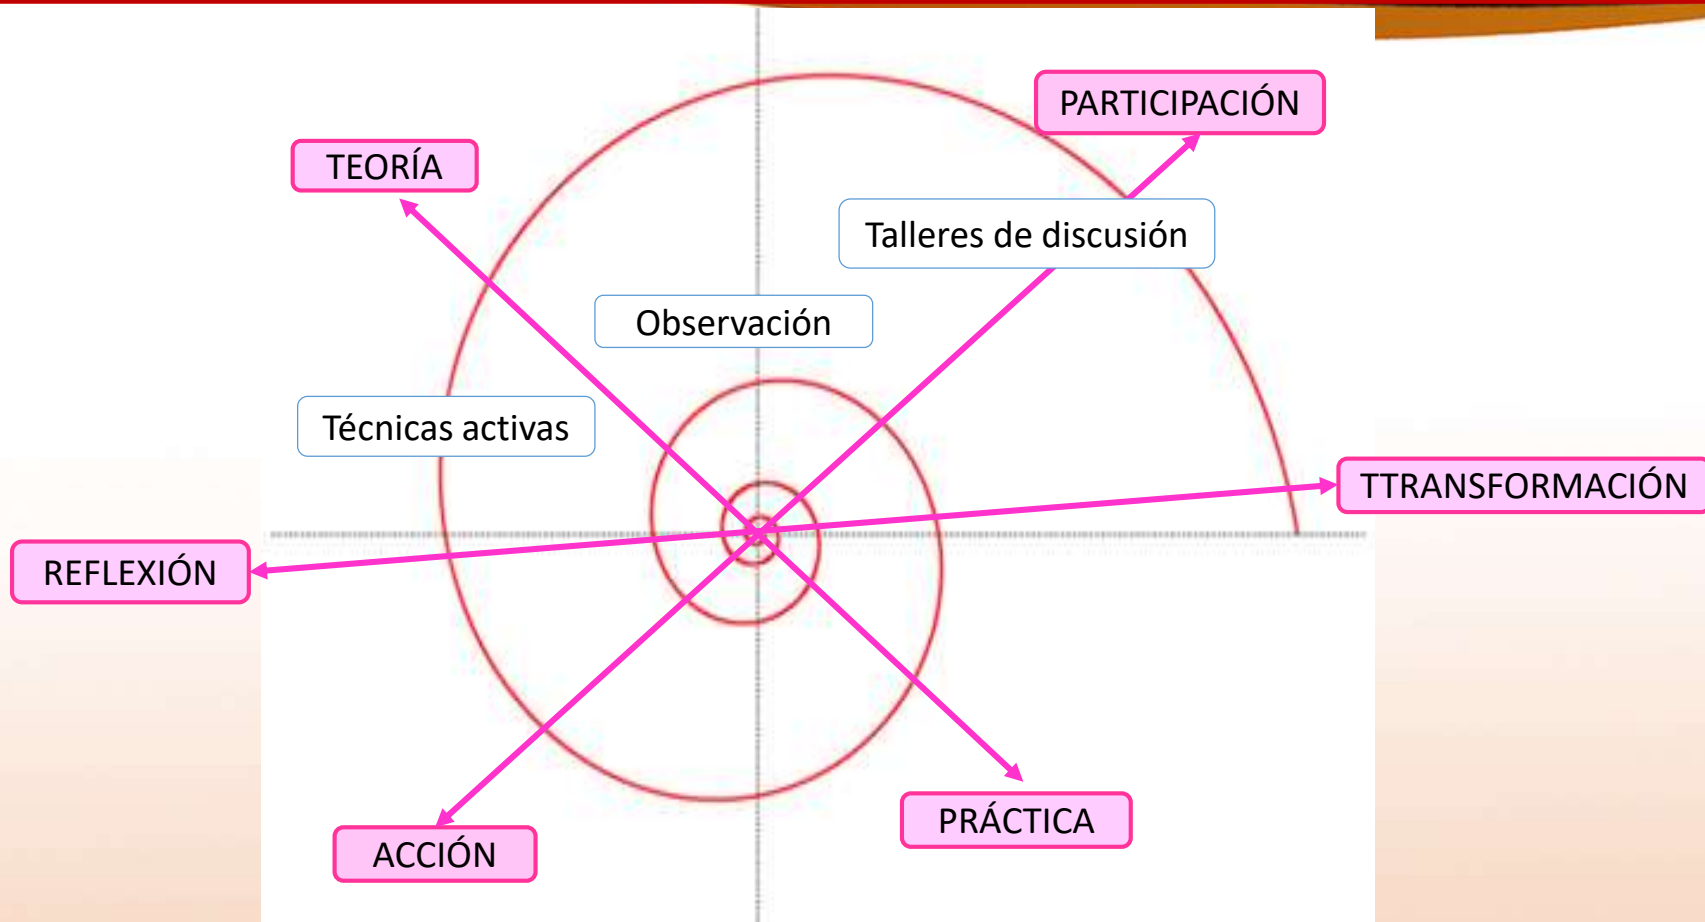 PARTICIPACIÓN
TEORÍA
Talleres de discusión
Observación
Técnicas activas
TTRANSFORMACIÓN
REFLEXIÓN
PRÁCTICA
ACCIÓN